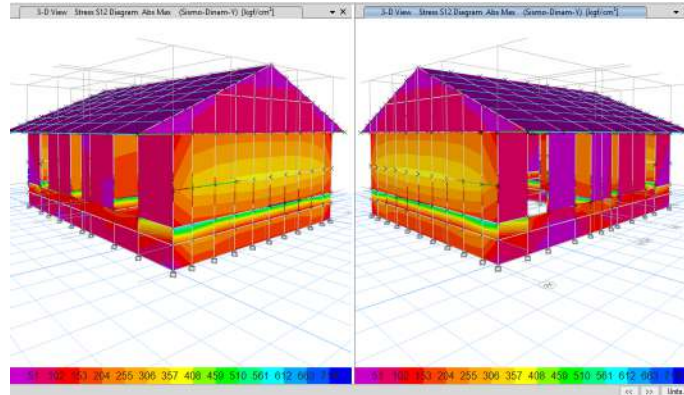 3-D View Stress S12 Diagram Abs Max (Sismo-Dinam-Y) [kgf/cm²]
3-D View Stress S12 Diagram Abs Max (Sismo-Dinam-Y) [kgf/cm²]
51 102 153 204 255 306 357 408 459 510 561 612 663
51 102 153 204 255 306 357 408 459 510 561 612 663
<< >> Units.